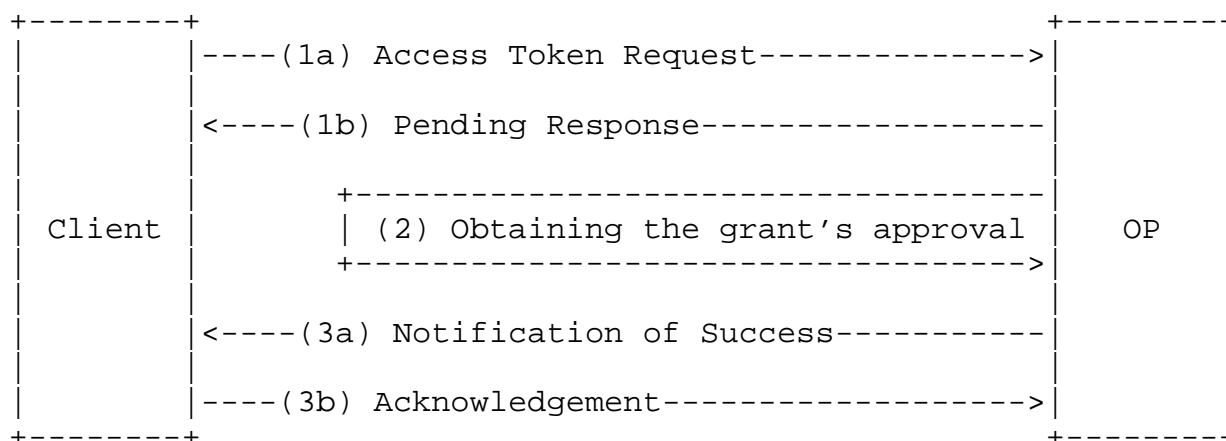 (1a) Access Token Request
(1b) Pending Response
Client (2) Obtaining the grant's approval OP
(3a) Notification of Success
(3b) Acknowledgement